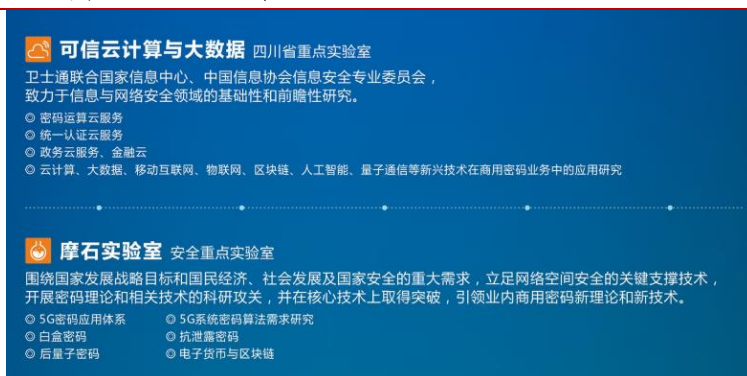 可信云计算与大数据 四川省重点实验室
卫士通联合国家信息中心、中国信息协会信息安全专业委员会，
致力于信息与网络安全领域的基础性和前瞻性研究。
◎ 密码运算云服务
◎ 统一认证云服务
◎ 政务云服务、金融云
◎ 云计算、大数据、移动互联网、物联网、区块链、人工智能、量子通信等新兴技术在商用密码业务中的应用研究
摩石实验室 安全重点实验室
围绕国家发展战略目标和国民经济、社会发展及国家安全的重大需求，立足网络空间安全的关键支撑技术，
开展密码理论和相关技术的科研攻关，并在核心技术上取得突破，引领业内商用密码新理论和新技术。
◎ 5G密码应用体系 ◎ 5G系统密码算法需求研究
◎ 白盒密码 ◎ 抗泄露密码
◎ 后量子密码 ◎ 电子货币与区块链